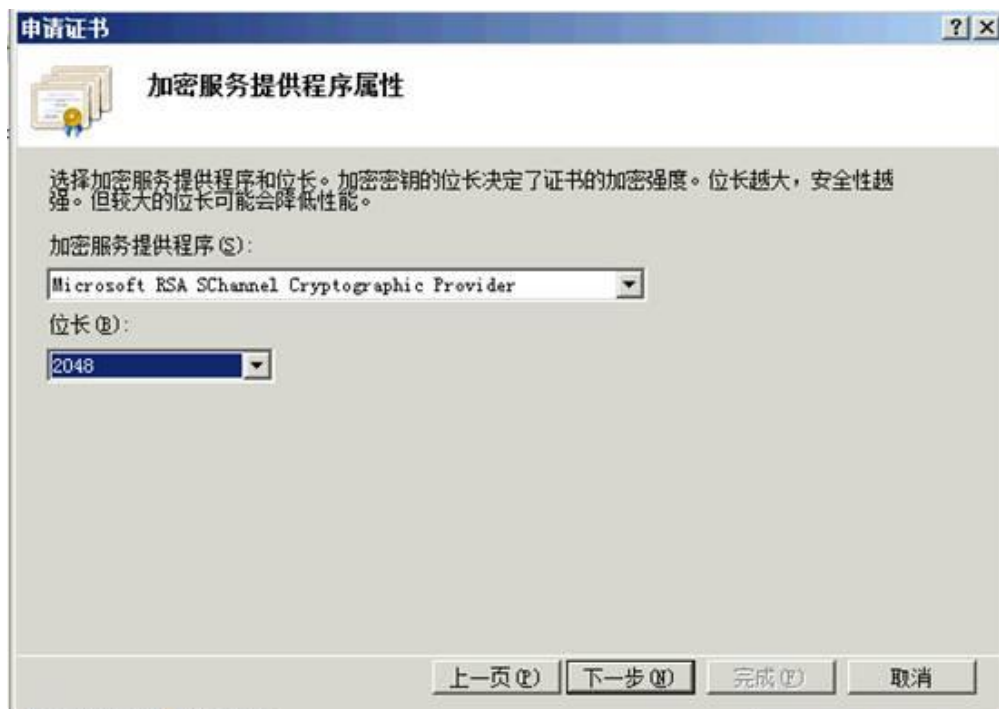 申请证书
加密服务提供程序属性
选择加密服务提供程序和位长。加密密钥的位长决定了证书的加密强度。位长越大，安全性越
强。但较大的位长可能会降低性能。
加密服务提供程序(S):
Microsoft RSA SChannel Cryptographic Provider
位长(B):
2048
上一页(P) 下一步(N) 完成(F) 取消